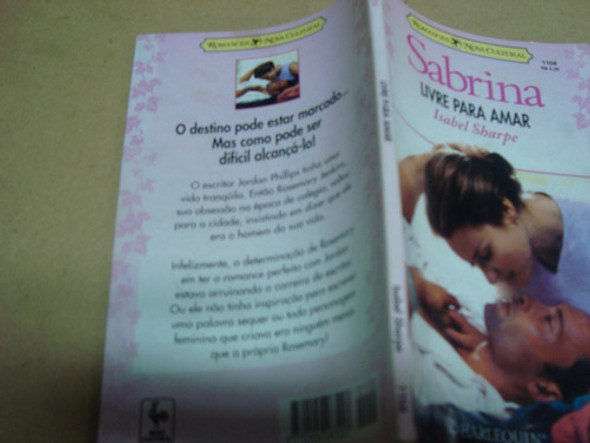 ROMANCES NOVA CULTURAL
O destino pode estar marcado...
Mas como pode ser
difícil alcançá-lo!
O escritor Jordan Phillips tinha uma
vida tranqüila. Então Rosemary Jenkins,
sua obsessão na época de colégio, voltou
para a cidade, insistindo em dizer que ele
era o homem da sua vida.
Infelizmente, a determinação de Rosemary
em ter o romance perfeito com Jordan
estava arruinando a carreira do escritor.
Ou ele não tinha inspiração para escrever
uma palavra sequer ou toda personagem
feminina que criava era ninguém menos
que a própria Rosemary!
LIVRE PARA AMAR
Isabel Sharpe
1168
ROMANCES NOVA CULTURAL
1168
Sabrina
LIVRE PARA AMAR
Isabel Sharpe
HARLEQUIN